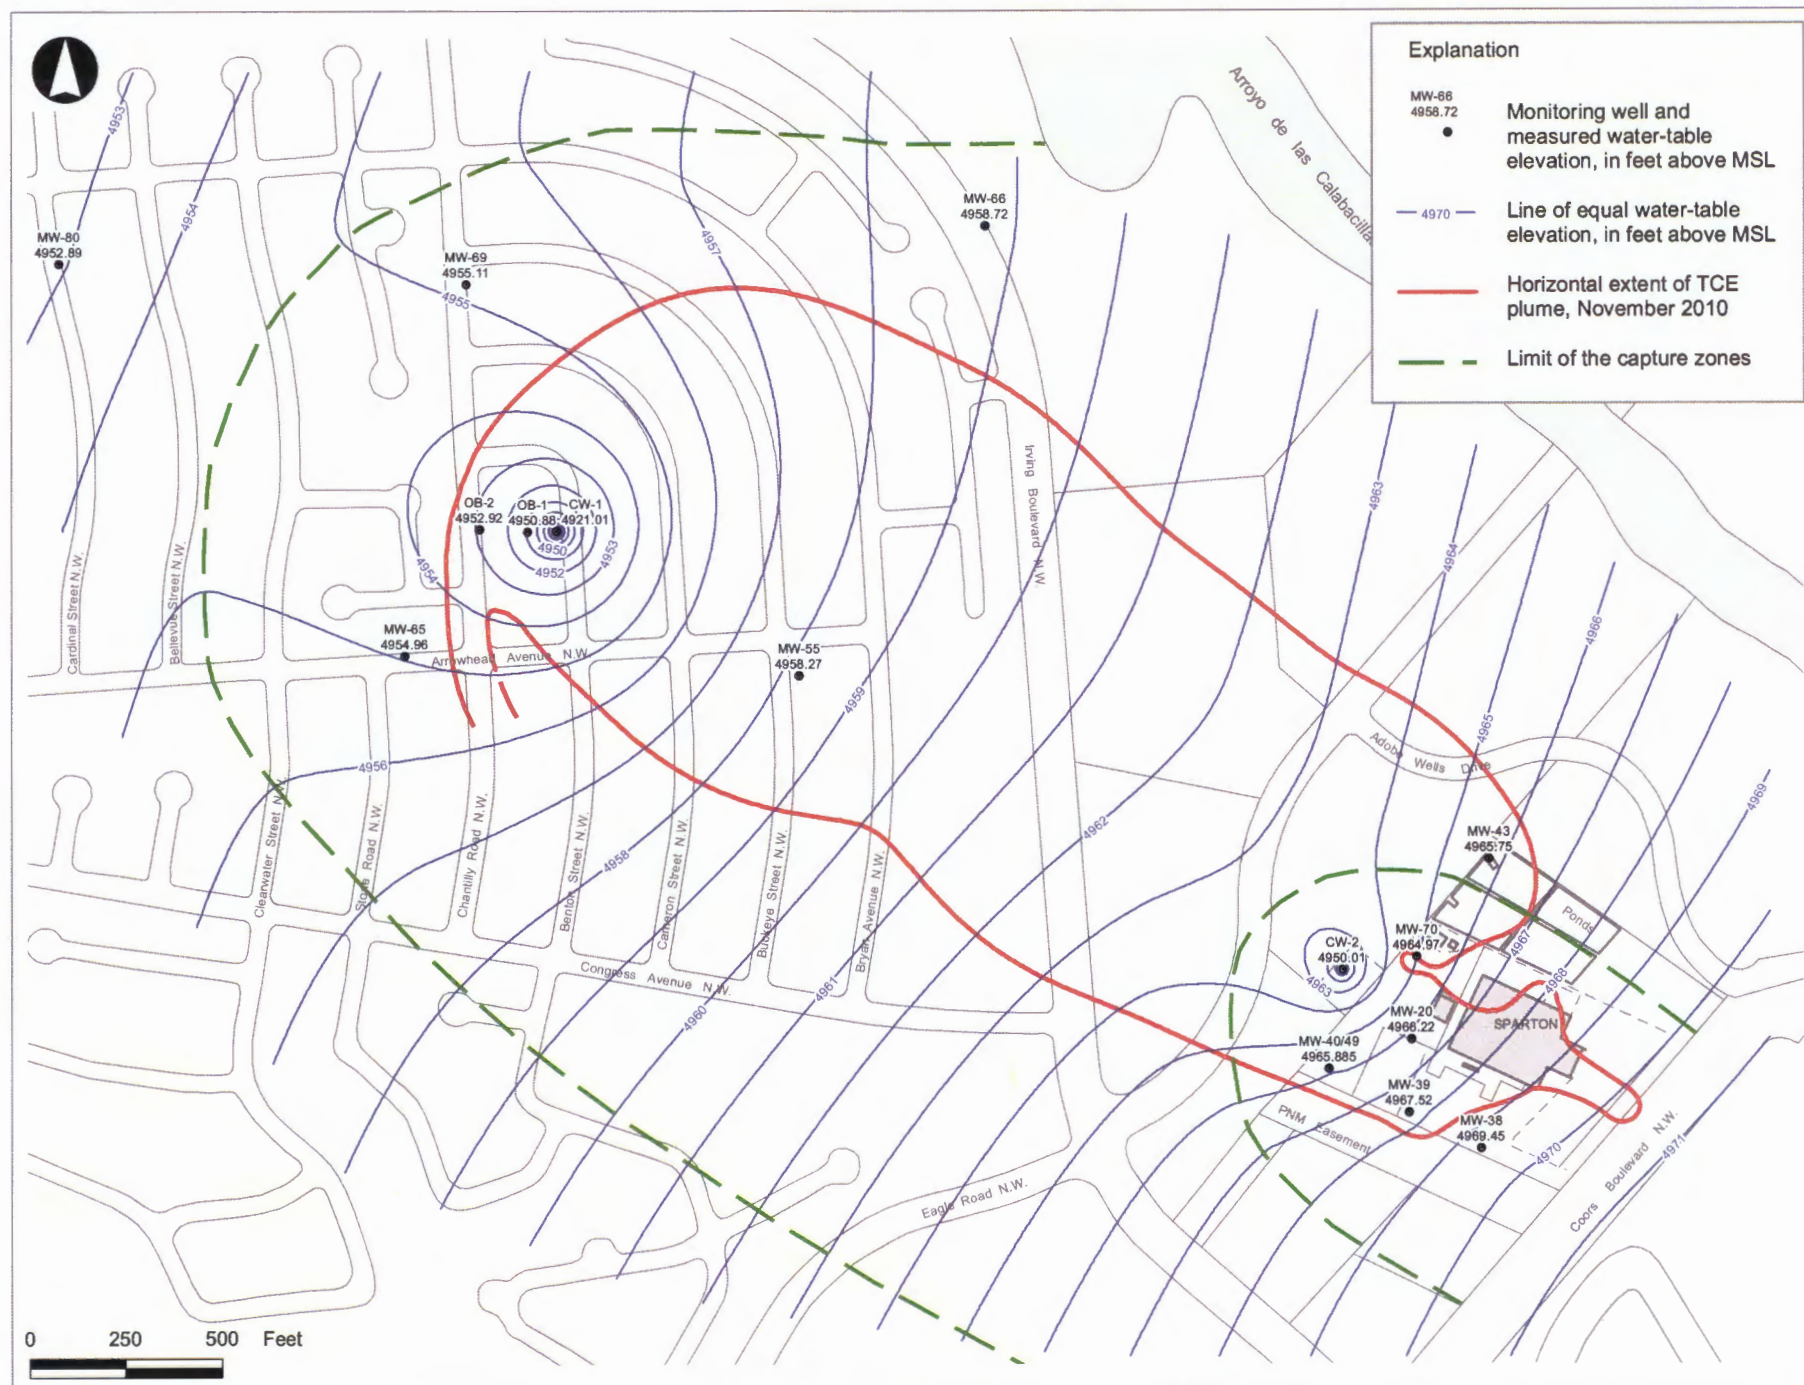 Explanation
MW-66
4958.72
Monitoring well and
measured water-table
elevation, in feet above MSL
4970
Line of equal water-table
elevation, in feet above MSL
Horizontal extent of TCE
plume, November 2010
Limit of the capture zones
Arroyo de las Calabacilla
4953
4954
MW-80
4952.89
MW-69
4955.11
4955
4957
MW-66
4958.72
OB-2
4952.92
OB-1
4950.88
CW-1
4921.01
4950
4952
4953
4954
Irving Boulevard N.W.
4963
4964
4966
4965
4969
Cardinal Street N.W.
Bellevue Street N.W.
MW-65
4954.96
Arrowhead Avenue N.W.
MW-55
4958.27
4959
4956
Adobe Wells Drive
4962
4958
Clearwater Street N.W.
Stone Road N.W.
Chantilly Road N.W.
Benton Street N.W.
Cameron Street N.W.
Buckeye Street N.W.
Bryan Avenue N.W.
MW-43
4965.75
Ponds
MW-70
4964.97
4967
4968
CW-2
4950.01
4963
Congress Avenue N.W.
4961
4960
MW-20
4966.22
SPARTON
MW-40/49
4965.885
MW-39
4967.52
MW-38
4969.45
PNM Easement
4970
4971
Coors Boulevard N.W.
Eagle Road N.W.
0 250 500 Feet